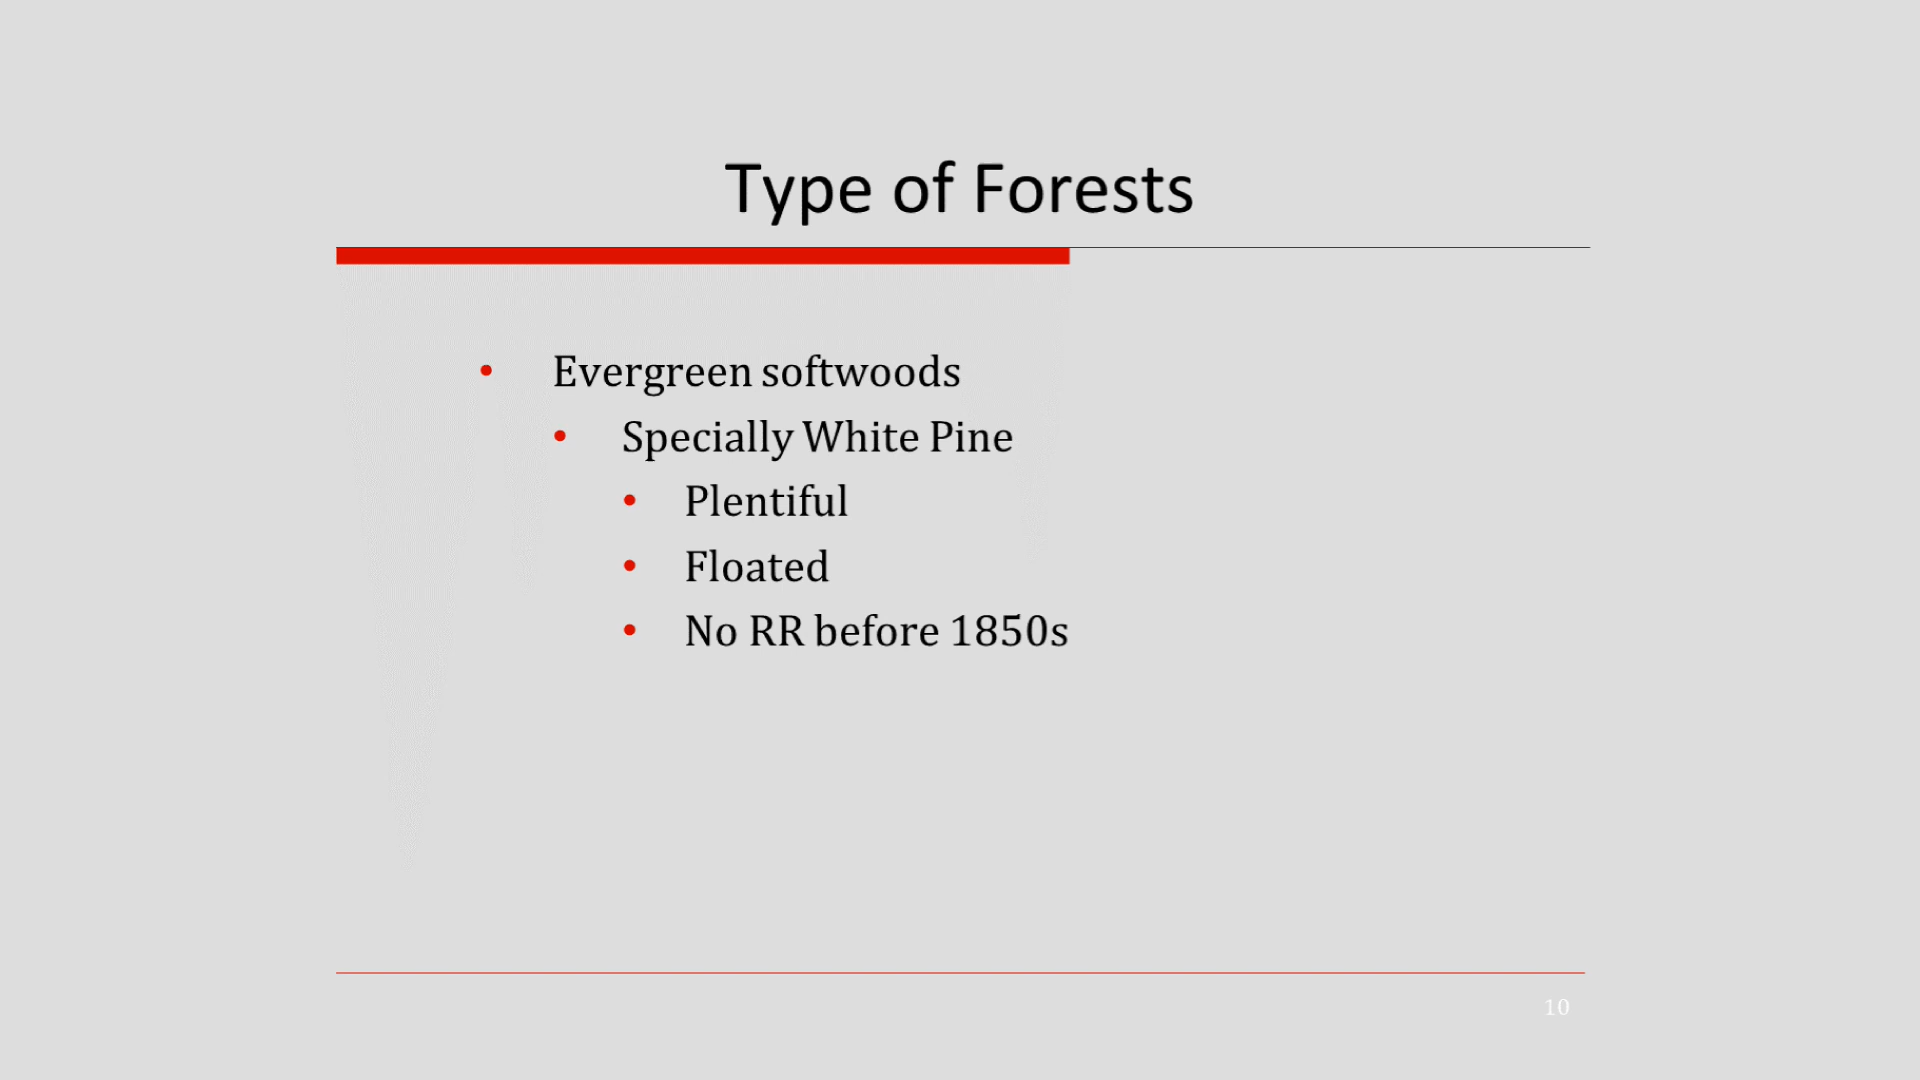 Type of Forests
• Evergreen softwoods
• Specially White Pine
• Plentiful
• Floated
• No RR before 1850s
10